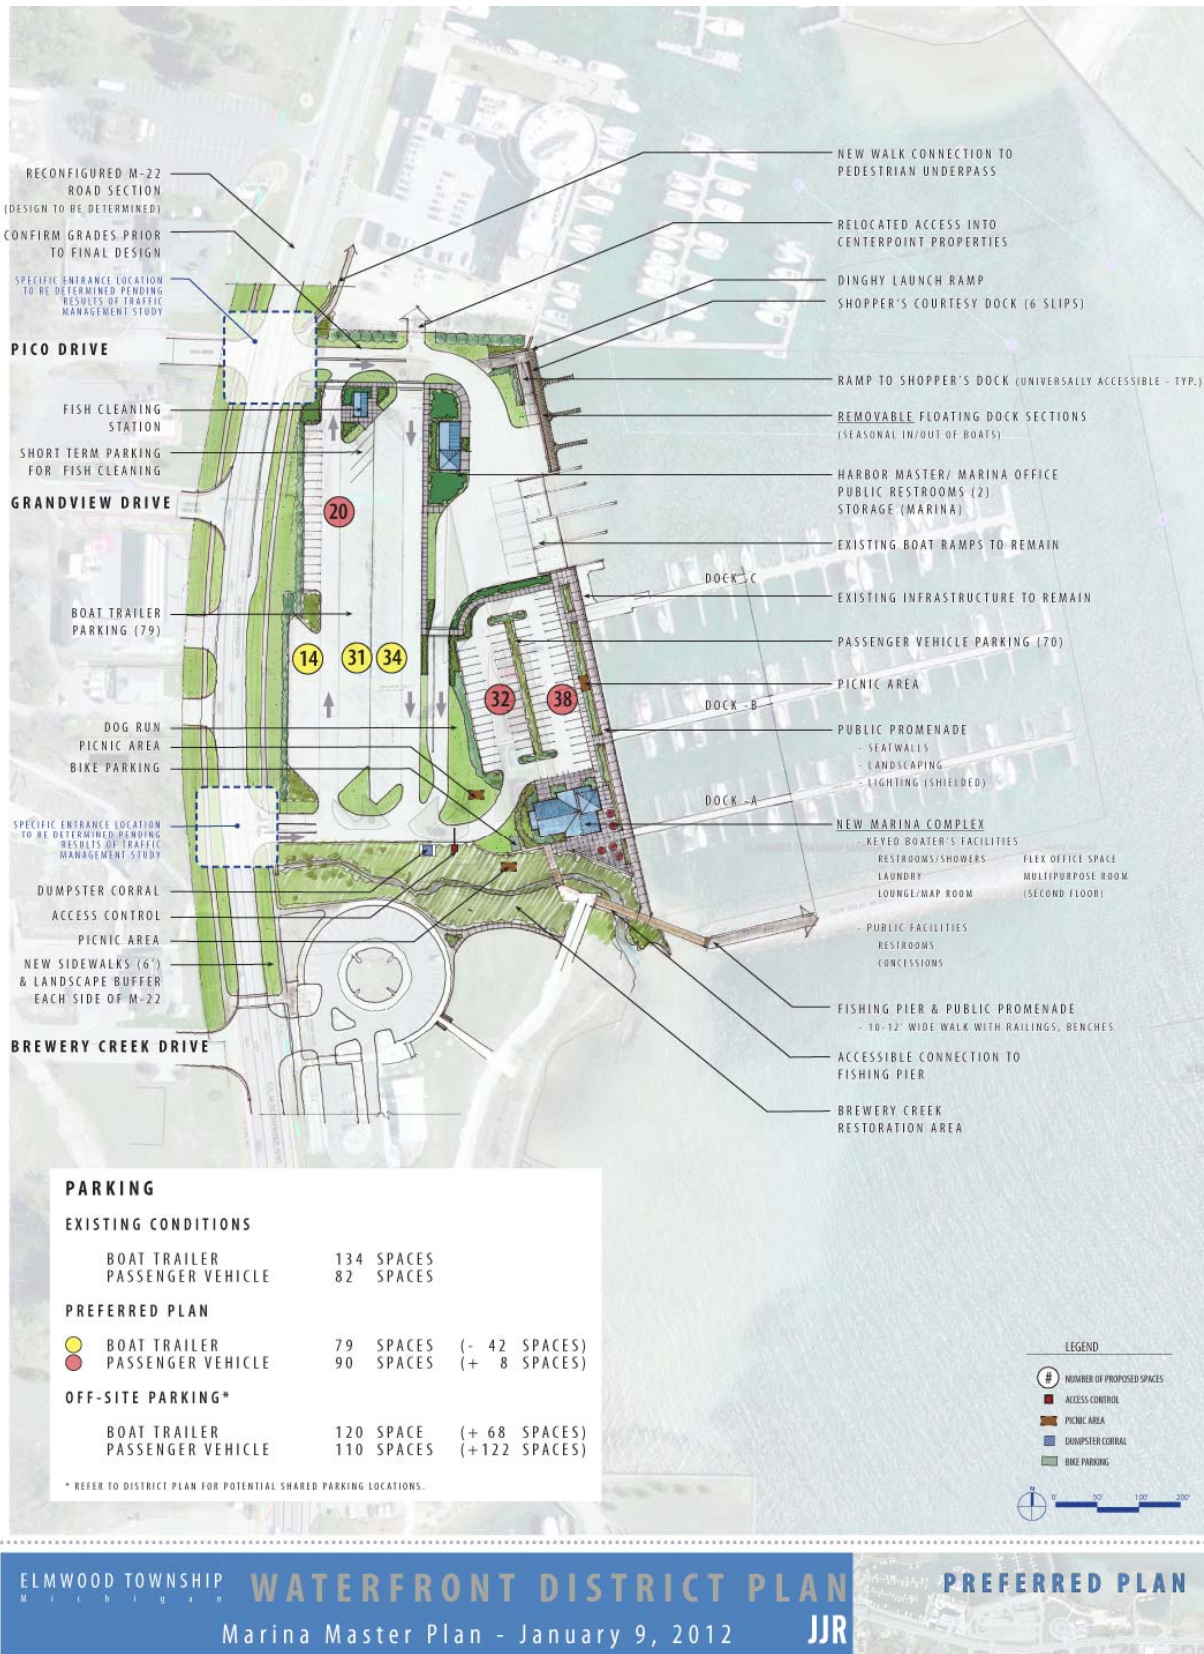 RECONFIGURED M-22
ROAD SECTION
(DESIGN TO BE DETERMINED)
CONFIRM GRADES PRIOR
TO FINAL DESIGN
SPECIFIC ENTRANCE LOCATION
TO BE DETERMINED PENDING
RESULTS OF TRAFFIC
MANAGEMENT STUDY
PICO DRIVE
FISH CLEANING
STATION
SHORT TERM PARKING
FOR FISH CLEANING
GRANDVIEW DRIVE
BOAT TRAILER
PARKING (79)
DOG RUN
PICNIC AREA
BIKE PARKING
SPECIFIC ENTRANCE LOCATION
TO BE DETERMINED PENDING
RESULTS OF TRAFFIC
MANAGEMENT STUDY
DUMPSTER CORRAL
ACCESS CONTROL
PICNIC AREA
NEW SIDEWALKS (6')
& LANDSCAPE BUFFER
EACH SIDE OF M-22
BREWERY CREEK DRIVE
20
14
31
34
32
38
DOCK -C
DOCK -B
DOCK -A
NEW WALK CONNECTION TO
PEDESTRIAN UNDERPASS
RELOCATED ACCESS INTO
CENTERPOINT PROPERTIES
DINGHY LAUNCH RAMP
SHOPPER'S COURTESY DOCK (6 SLIPS)
RAMP TO SHOPPER'S DOCK (UNIVERSALLY ACCESSIBLE - TYP.)
REMOVABLE FLOATING DOCK SECTIONS
(SEASONAL IN/OUT OF BOATS)
HARBOR MASTER/ MARINA OFFICE
PUBLIC RESTROOMS (2)
STORAGE (MARINA)
EXISTING BOAT RAMPS TO REMAIN
EXISTING INFRASTRUCTURE TO REMAIN
PASSENGER VEHICLE PARKING (70)
PICNIC AREA
PUBLIC PROMENADE
- SEATWALLS
- LANDSCAPING
- LIGHTING (SHIELDED)
NEW MARINA COMPLEX
- KEYED BOATER'S FACILITIES
RESTROOMS/SHOWERS FLEX OFFICE SPACE
LAUNDRY MULTIPURPOSE ROOM
LOUNGE/MAP ROOM (SECOND FLOOR)
- PUBLIC FACILITIES
RESTROOMS
CONCESSIONS
FISHING PIER & PUBLIC PROMENADE
- 10-12' WIDE WALK WITH RAILINGS, BENCHES
ACCESSIBLE CONNECTION TO
FISHING PIER
BREWERY CREEK
RESTORATION AREA
PARKING
EXISTING CONDITIONS
BOAT TRAILER 134 SPACES
PASSENGER VEHICLE 82 SPACES
PREFERRED PLAN
BOAT TRAILER 79 SPACES (- 42 SPACES)
PASSENGER VEHICLE 90 SPACES (+ 8 SPACES)
OFF-SITE PARKING*
BOAT TRAILER 120 SPACE (+ 68 SPACES)
PASSENGER VEHICLE 110 SPACES (+122 SPACES)
* REFER TO DISTRICT PLAN FOR POTENTIAL SHARED PARKING LOCATIONS.
LEGEND
# NUMBER OF PROPOSED SPACES
ACCESS CONTROL
PICNIC AREA
DUMPSTER CORRAL
BIKE PARKING
N 0' 50' 100' 200'
ELMWOOD TOWNSHIP
Michigan
WATERFRONT DISTRICT PLAN
Marina Master Plan - January 9, 2012
JJR
PREFERRED PLAN